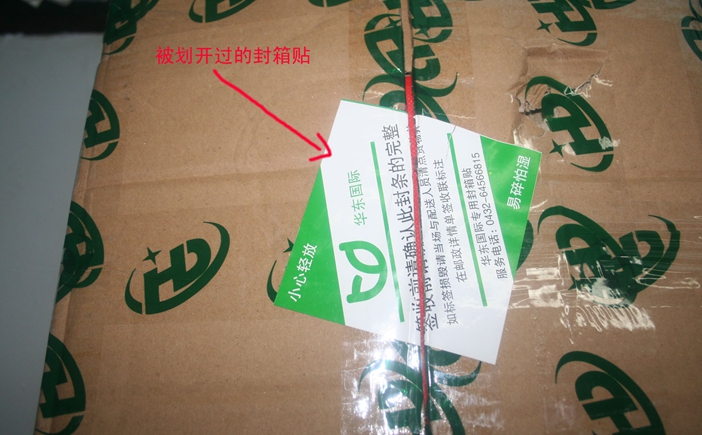 被划开过的封箱贴
小心轻放
华东国际
签收前请确认此封条的完整
如标签损毁请当场与配送人员清点货物并
在邮政详情单签收联标注
华东国际专用封箱贴
服务电话：0432-64566815
易碎怕湿